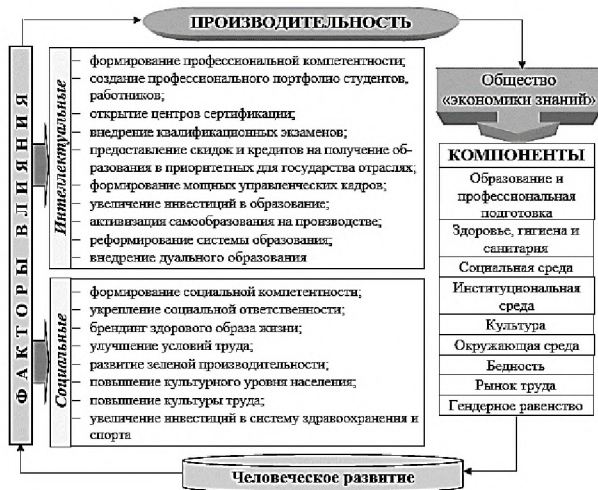 ПРОИЗВОДИТЕЛЬНОСТЬ
ФАКТОРЫ ВЛИЯНИЯ
Интеллектуальные
– формирование профессиональной компетентности;
– создание профессионального портфолио студентов,
работников;
– открытие центров сертификации;
– внедрение квалификационных экзаменов;
– предоставление скидок и кредитов на получение об-
разования в приоритетных для государства отраслях;
– формирование мощных управленческих кадров;
– увеличение инвестиций в образование;
– активизация самообразования на производстве;
– реформирование системы образования;
– внедрение дуального образования
Социальные
– формирование социальной компетентности;
– укрепление социальной ответственности;
– брендинг здорового образа жизни;
– улучшение условий труда;
– развитие зеленой производительности;
– повышение культурного уровня населения;
– повышение культуры труда;
– увеличение инвестиций в систему здравоохранения и
спорта
Общество
«экономики знаний»
КОМПОНЕНТЫ
Образование и
профессиональная
подготовка
Здоровье, гигиена и
санитария
Социальная среда
Институциональная
среда
Культура
Окружающая среда
Бедность
Рынок труда
Гендерное равенство
Человеческое развитие